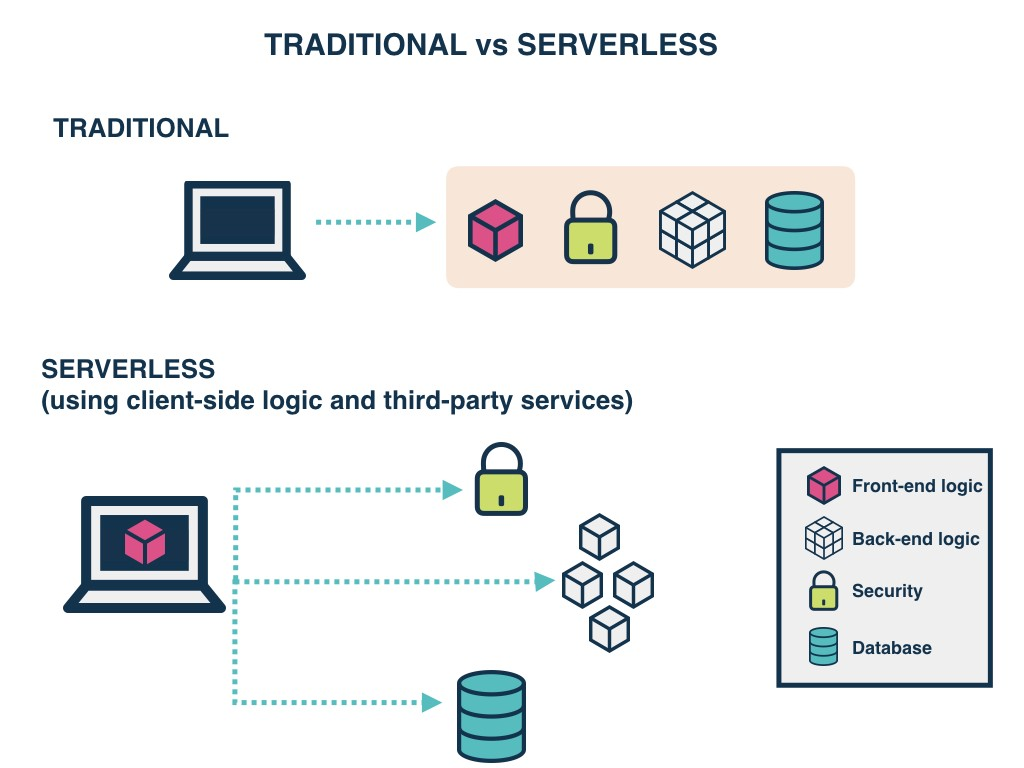 TRADITIONAL vs SERVERLESS
TRADITIONAL
SERVERLESS
(using client-side logic and third-party services)
Front-end logic
Back-end logic
Security
Database